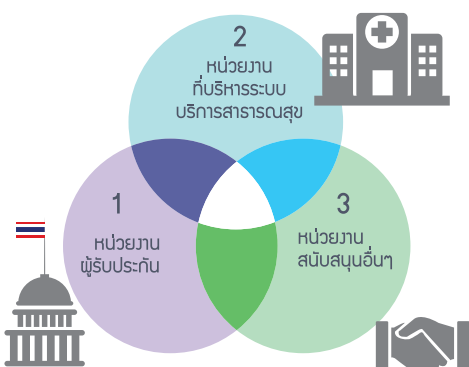 2
หน่วยงาน
ที่บริหารระบบ
บริการสาธารณสุข
1
หน่วยงาน
ผู้รับประกัน
3
หน่วยงาน
สนับสนุนอื่นๆ